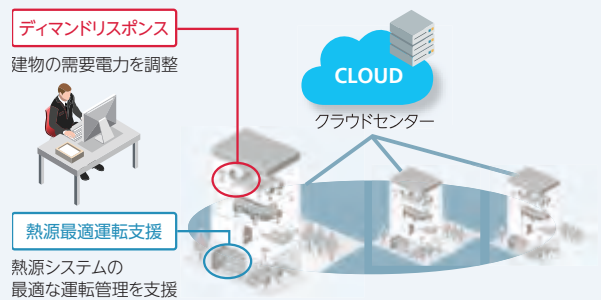 ディマンドリスポンス
建物の需要電力を調整
CLOUD
クラウドセンター
熱源最適運転支援
熱源システムの
最適な運転管理を支援